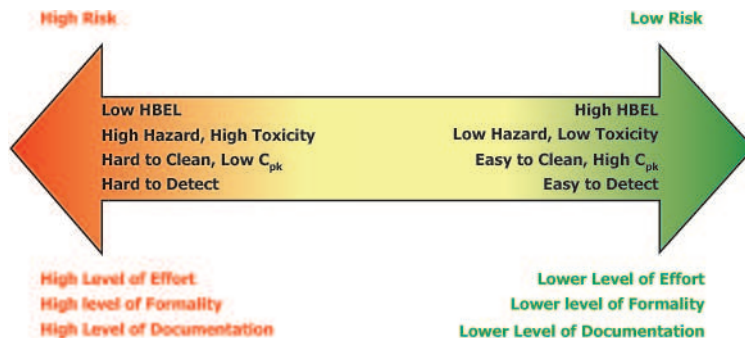 High Risk
Low Risk
Low HBEL
High Hazard, High Toxicity
Hard to Clean, Low Cpk
Hard to Detect
High HBEL
Low Hazard, Low Toxicity
Easy to Clean, High Cpk
Easy to Detect
High Level of Effort
High level of Formality
High Level of Documentation
Lower Level of Effort
Lower level of Formality
Lower Level of Documentation